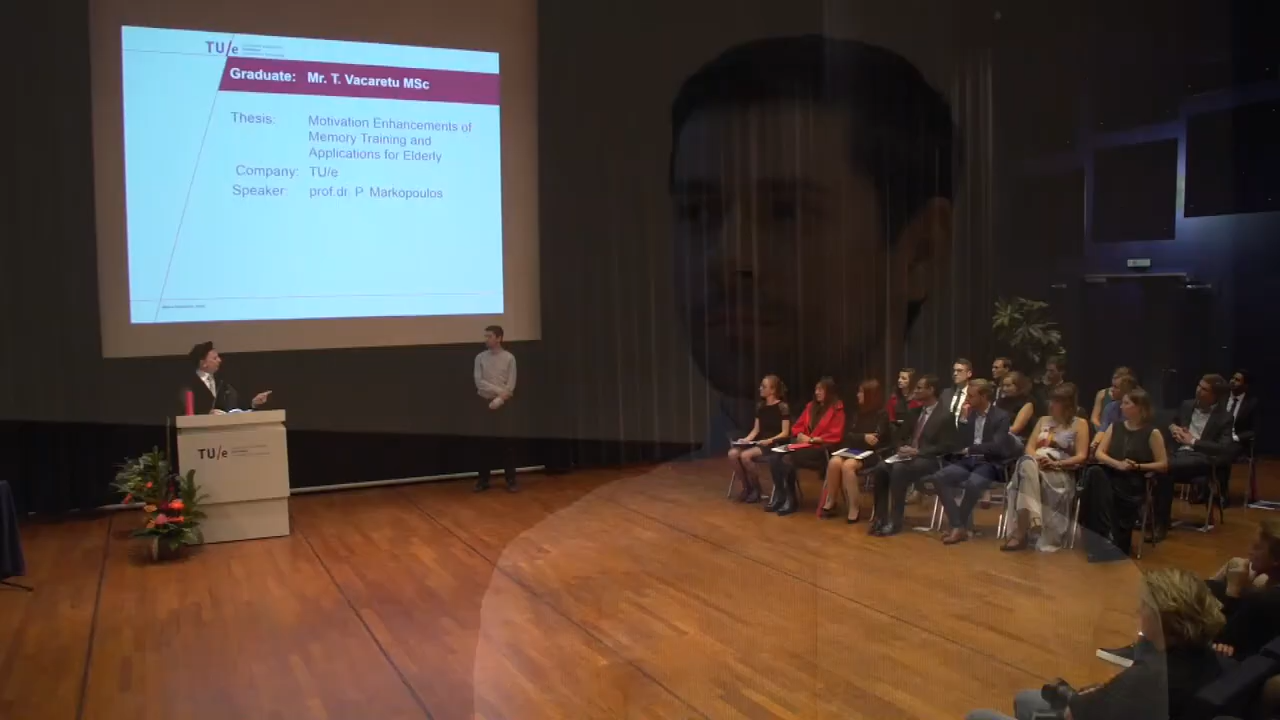 TU/e
Graduate: Mr. T. Vacaretu MSc
Thesis: Motivation Enhancements of
Memory Training and
Applications for Elderly
Company: TU/e
Speaker: prof.dr. P. Markopoulos
TU/e